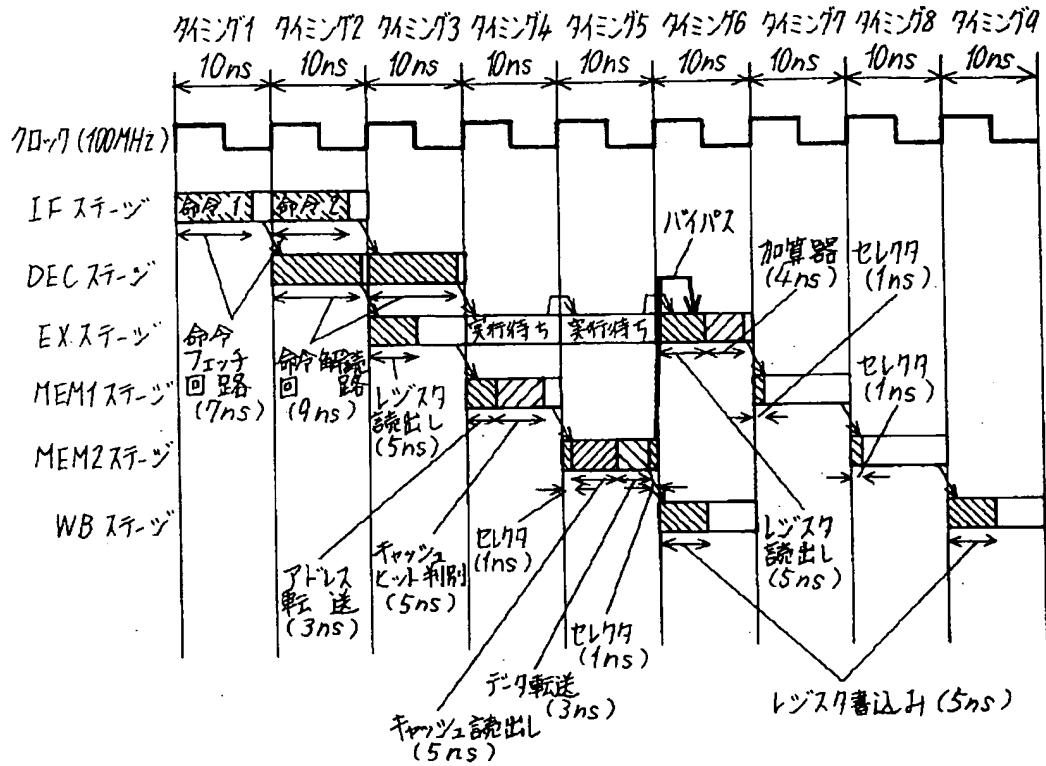 タイミング1 タイミング2 タイミング3 タイミング4 タイミング5 タイミング6 タイミング7 タイミング8 タイミング9
10ns 10ns 10ns 10ns 10ns 10ns 10ns 10ns 10ns
クロック(100MHz)
IFステージ
命令1 命令2
バイパス
加算器
(4ns)
セレクタ
(1ns)
DECステージ
EXステージ
実行待ち 実行待ち
命令
フェッチ
回路
(7ns)
命令解読
回路
(9ns)
レジスタ
読出し
(5ns)
セレクタ
(1ns)
MEM1ステージ
MEM2ステージ
WBステージ
アドレス
転送
(3ns)
キャッシュ
ヒット判別
(5ns)
セレクタ
(1ns)
レジスタ
読出し
(5ns)
セレクタ
(1ns)
データ転送
(3ns)
キャッシュ読出し
(5ns)
レジスタ書込み(5ns)